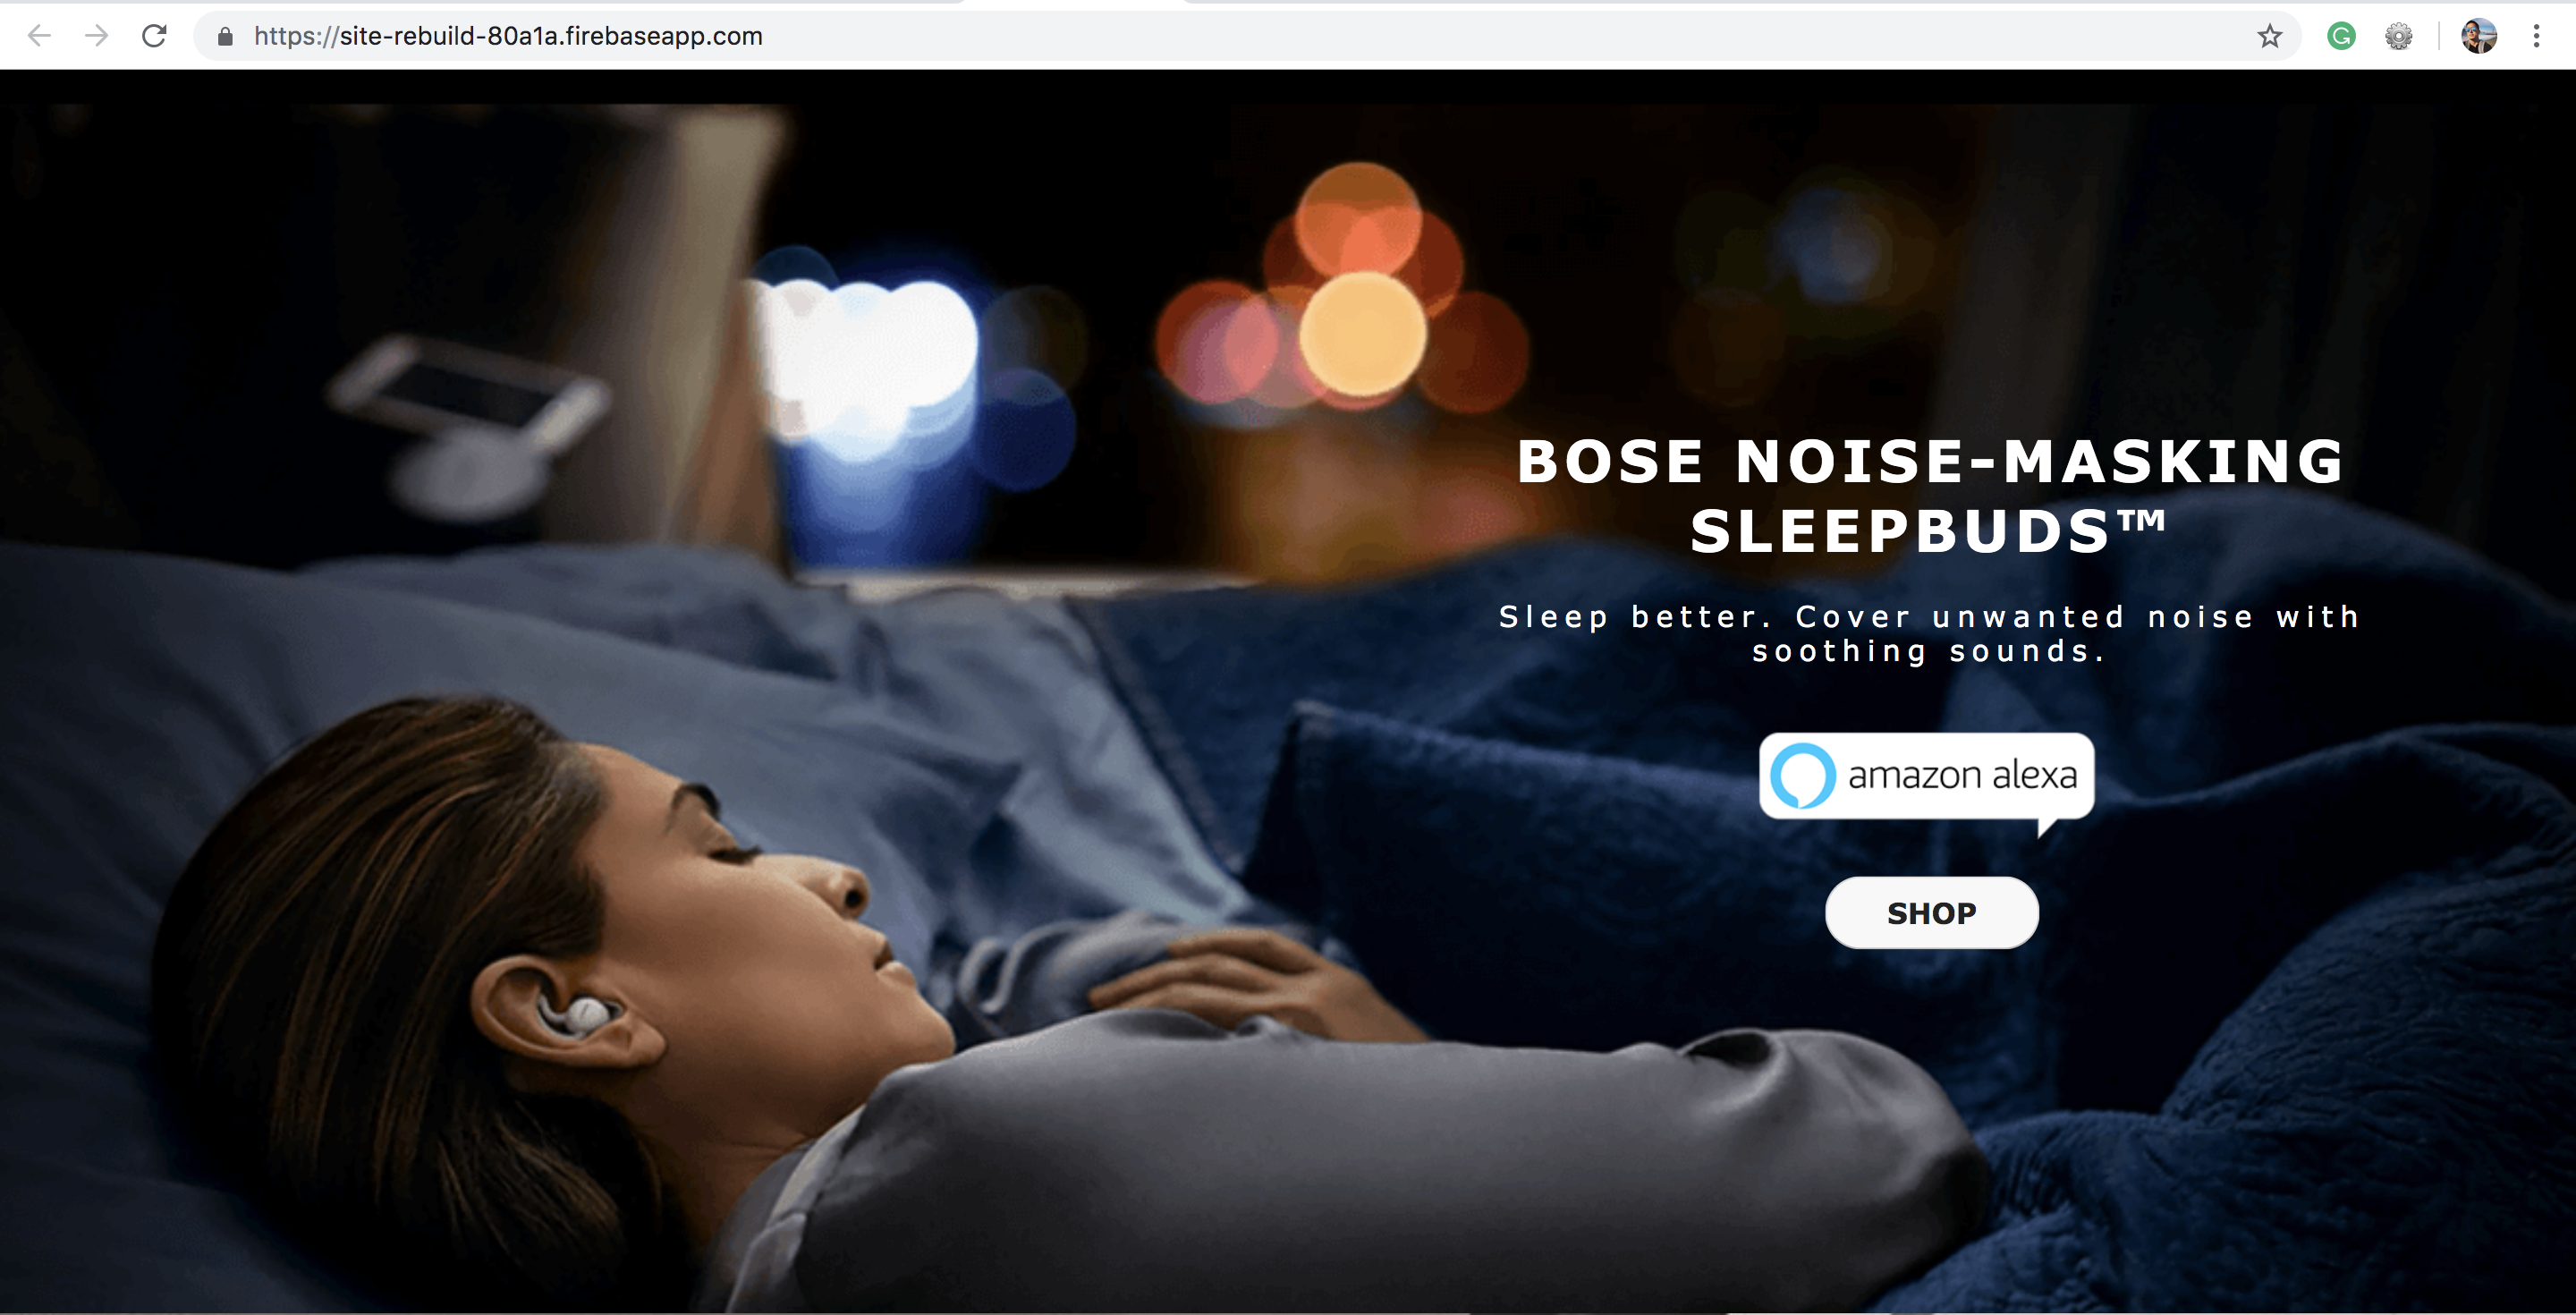 https://site-rebuild-80a1a.firebaseapp.com
BOSE NOISE-MASKING
SLEEPBUDS™
Sleep better. Cover unwanted noise with
soothing sounds.
amazon alexa
SHOP